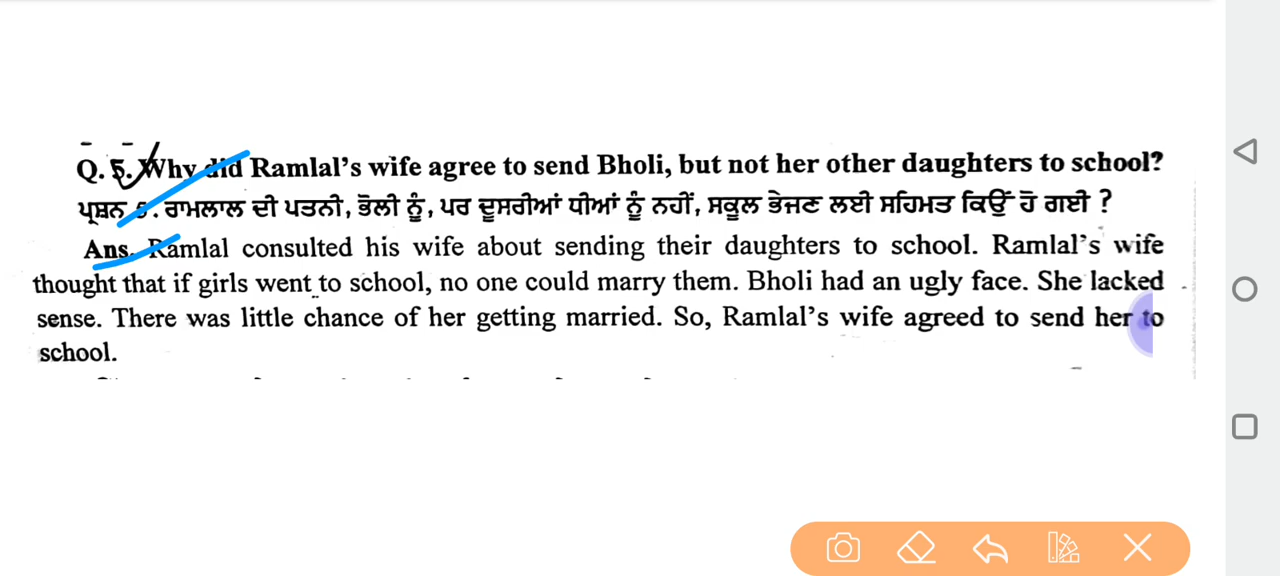 Q. 5. Why did Ramlal's wife agree to send Bholi, but not her other daughters to school?
ਪ੍ਰਸ਼ਨ 5. ਰਾਮਲਾਲ ਦੀ ਪਤਨੀ, ਭੋਲੀ ਨੂੰ, ਪਰ ਦੂਸਰੀਆਂ ਧੀਆਂ ਨੂੰ ਨਹੀਂ, ਸਕੂਲ ਭੇਜਣ ਲਈ ਸਹਿਮਤ ਕਿਉਂ ਹੋ ਗਈ ?
Ans. Ramlal consulted his wife about sending their daughters to school. Ramlal's wife
thought that if girls went to school, no one could marry them. Bholi had an ugly face. She lacked
sense. There was little chance of her getting married. So, Ramlal's wife agreed to send her to
school.